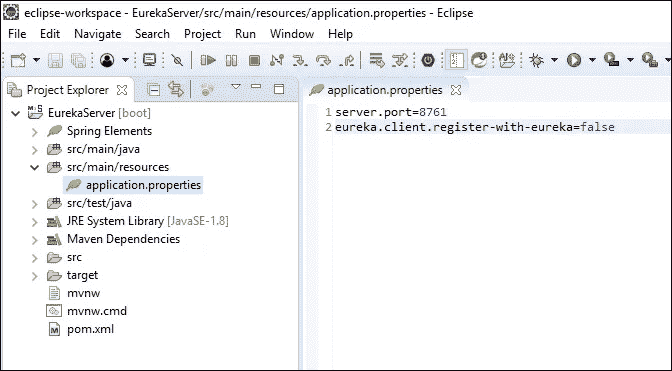 eclipse-workspace - EurekaServer/src/main/resources/application.properties - Eclipse
File Edit Navigate Search Project Run Window Help
Project Explorer
application.properties
EurekaServer [boot]
Spring Elements
src/main/java
src/main/resources
application.properties
src/test/java
JRE System Library [JavaSE-1.8]
Maven Dependencies
src
target
mvnw
mvnw.cmd
pom.xml
1 server.port=8761
2 eureka.client.register-with-eureka=false